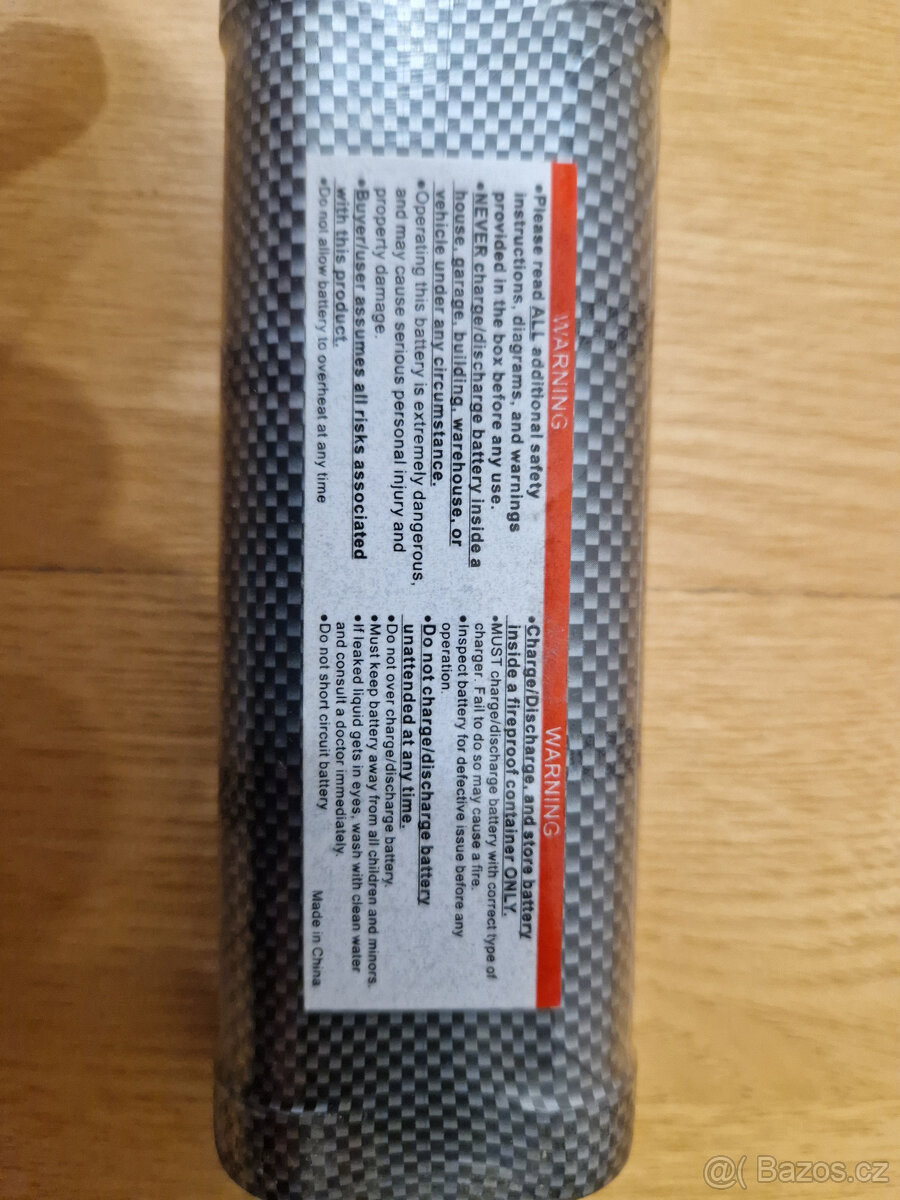 WARNING
•Please read ALL additional safety
instructions, diagrams, and warnings
provided in the box before any use.
•NEVER charge/discharge battery inside a
house, garage, building, warehouse, or
vehicle under any circumstance.
•Operating this battery is extremely dangerous,
and may cause serious personal injury and
property damage.
•Buyer/user assumes all risks associated
with this product.
•Do not allow battery to overheat at any time
WARNING
•Charge/Discharge, and store battery
inside a fireproof container ONLY.
•MUST charge/discharge battery with correct type of
charger. Fail to do so may cause a fire.
•Inspect battery for defective issue before any
operation.
•Do not charge/discharge battery
unattended at any time.
•Do not over charge/discharge battery.
•Must keep battery away from all children and minors.
•If leaked liquid gets in eyes, wash with clean water
and consult a doctor immediately.
•Do not short circuit battery
Made in China
@( Bazos.cz